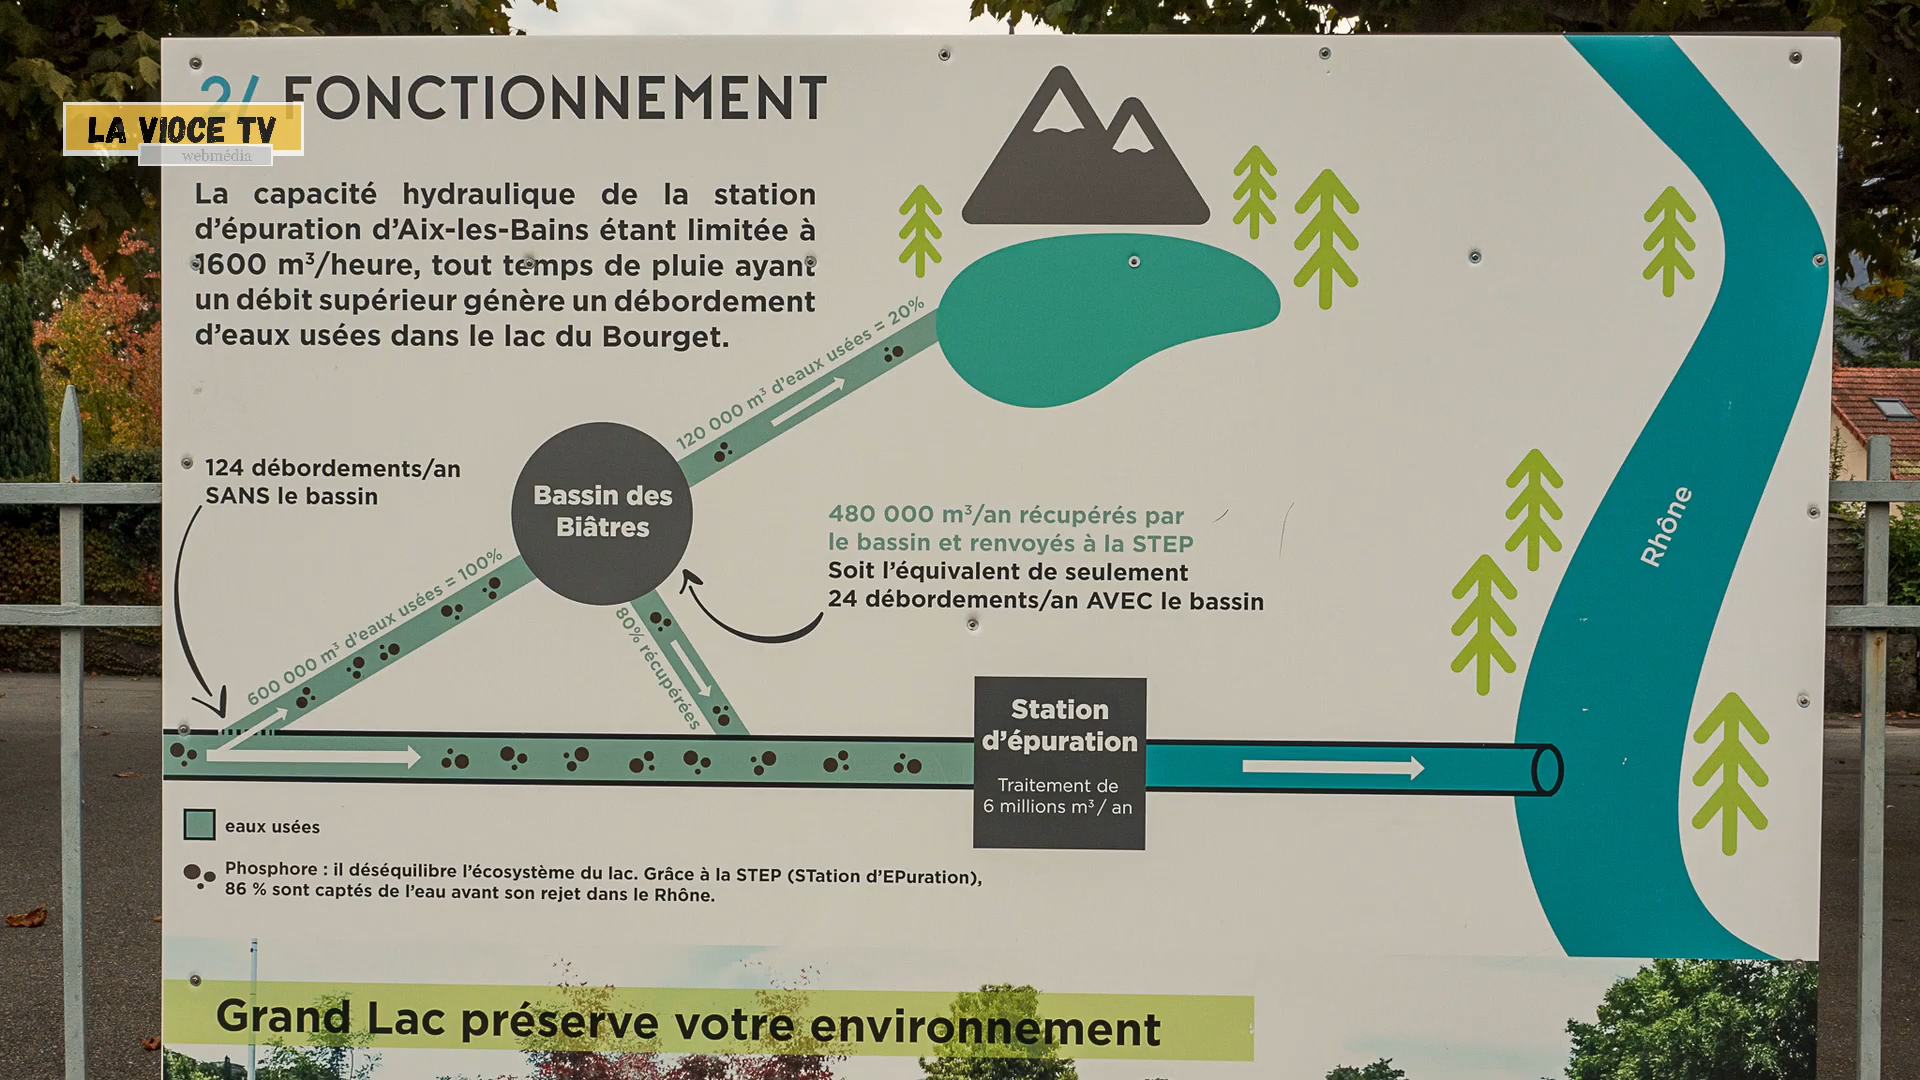 2/ FONCTIONNEMENT
LA VIOCE TV
webmédia
La capacité hydraulique de la station
d'épuration d'Aix-les-Bains étant limitée à
1600 m³/heure, tout temps de pluie ayant
un débit supérieur génère un débordement
d'eaux usées dans le lac du Bourget.
120 000 m³ d'eaux usées = 20%
124 débordements/an
SANS le bassin
Bassin des
Biâtres
480 000 m³/an récupérés par
le bassin et renvoyés à la STEP
Soit l'équivalent de seulement
24 débordements/an AVEC le bassin
Rhône
600 000 m³ d'eaux usées = 100%
80% récupérées
Station
d'épuration
Traitement de
6 millions m³/ an
eaux usées
Phosphore : il déséquilibre l'écosystème du lac. Grâce à la STEP (STation d'EPuration),
86 % sont captés de l'eau avant son rejet dans le Rhône.
Grand Lac préserve votre environnement